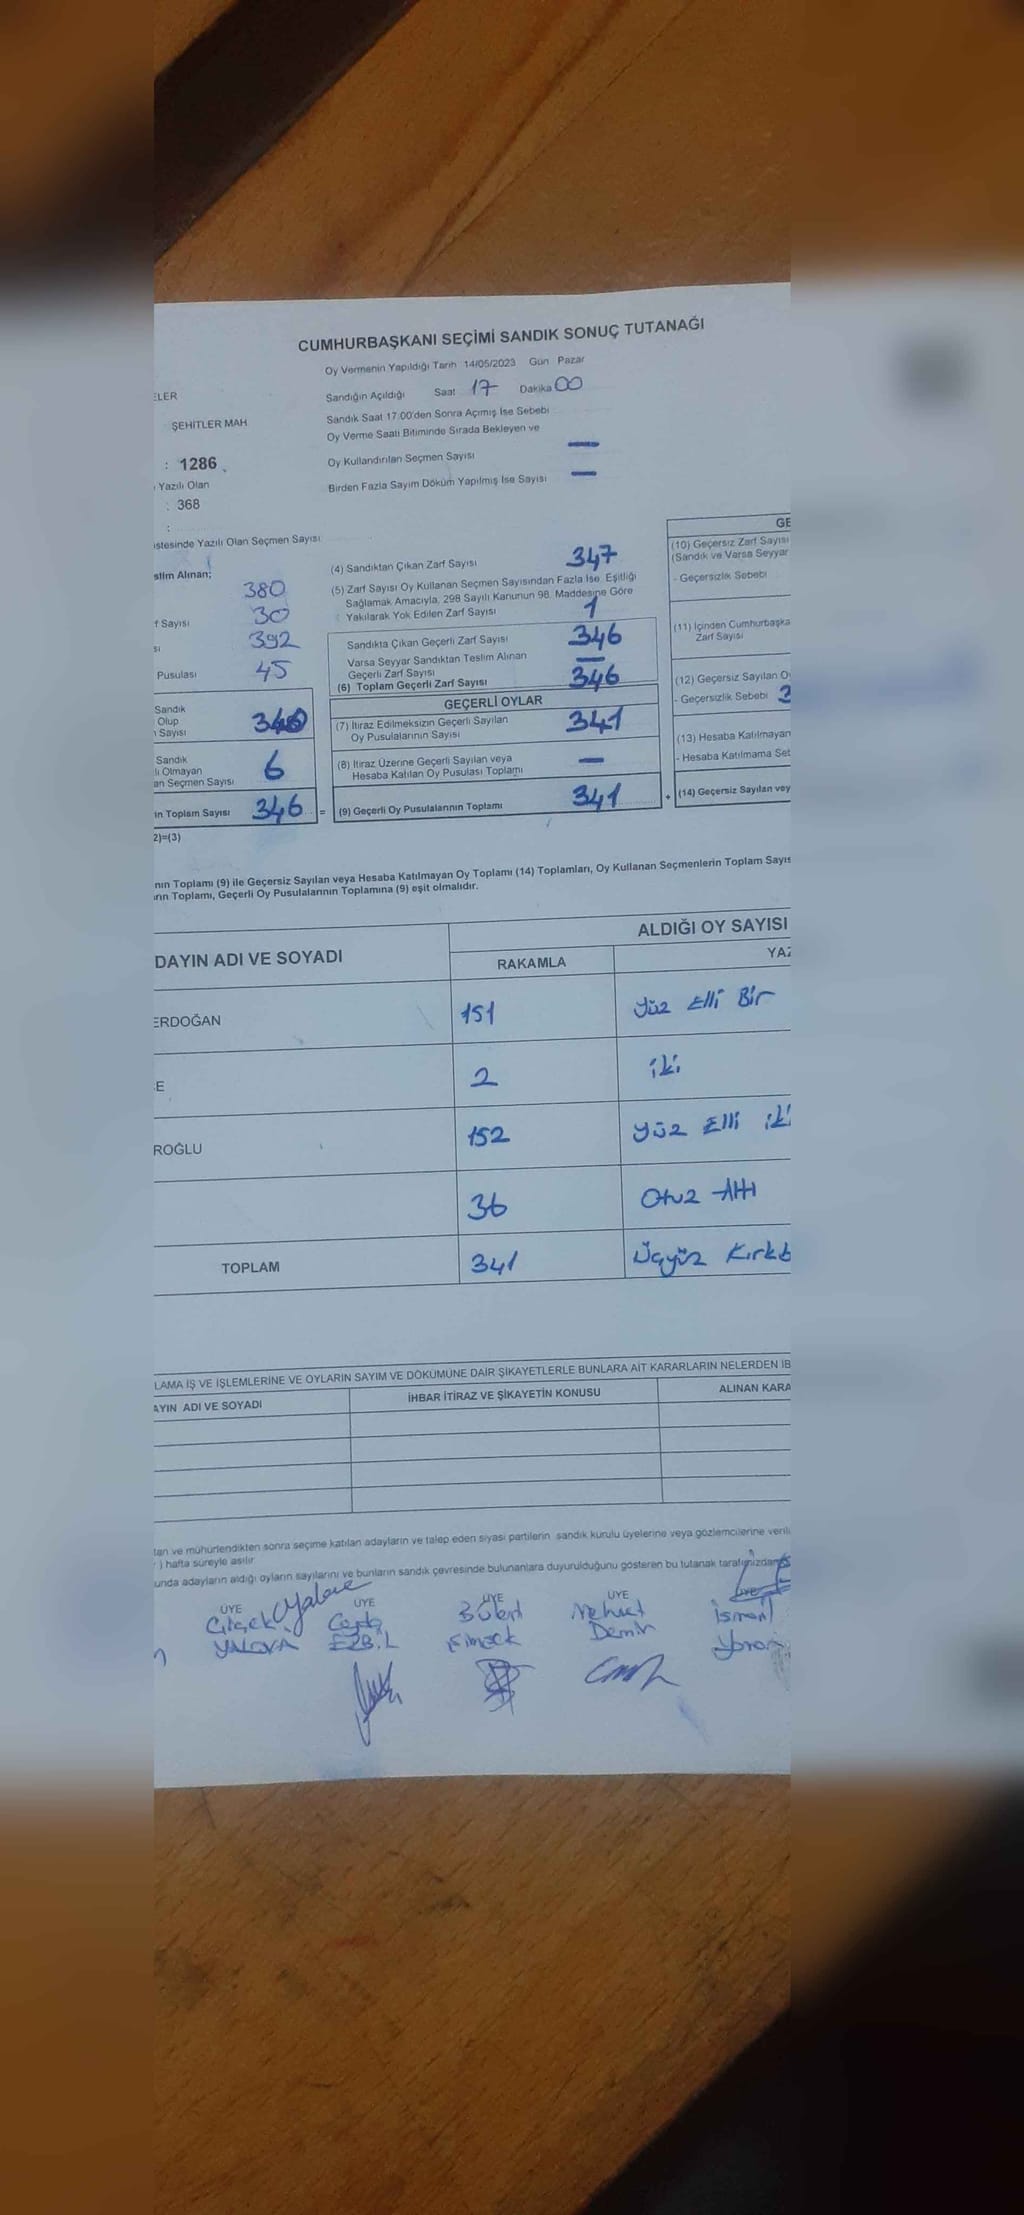 CUMHURBAŞKANI SEÇİMİ SANDIK SONUÇ TUTANAĞI
Oy Vermenin Yapıldığı Tarih 14/05/2023 Gün Pazar
ELER
Sandığın Açıldığı Saat 17 Dakika 00
ŞEHİTLER MAH
Sandık Saat 17:00'den Sonra Açımış İse Sebebi
Oy Verme Saati Bitiminde Sırada Bekleyen ve
: 1286
Oy Kullandırılan Seçmen Sayısı —
Yazılı Olan
Birden Fazla Sayım Döküm Yapılmış İse Sayısı —
: 368
:
istesinde Yazılı Olan Seçmen Sayısı
slim Alınan;
380
f Sayısı 30
sı 392
Pusulası 45
Sandık
Olup
ı Sayısı
Sandık
lı Olmayan
an Seçmen Sayısı 6
ın Toplam Sayısı 346 =
2)=(3)
(4) Sandıktan Çıkan Zarf Sayısı 347
(5) Zarf Sayısı Oy Kullanan Seçmen Sayısından Fazla İse, Eşitliği
Sağlamak Amacıyla, 298 Sayılı Kanunun 98. Maddesine Göre
Yakılarak Yok Edilen Zarf Sayısı 1
Sandıkta Çıkan Geçerli Zarf Sayısı 346
Varsa Seyyar Sandıktan Teslim Alınan
Geçerli Zarf Sayısı —
(6) Toplam Geçerli Zarf Sayısı 346
GEÇERLİ OYLAR
(7) İtiraz Edilmeksizin Geçerli Sayılan
Oy Pusulalarının Sayısı 341
(8) İtiraz Üzerine Geçerli Sayılan veya
Hesaba Katılan Oy Pusulası Toplamı —
(9) Geçerli Oy Pusulalarının Toplamı 341 +
GE
(10) Geçersiz Zarf Sayısı
(Sandık ve Varsa Seyyar
- Geçersizlik Sebebi
(11) İçinden Cumhurbaşka
Zarf Sayısı
(12) Geçersiz Sayılan O
- Geçersizlik Sebebi
(13) Hesaba Katılmayan
- Hesaba Katılmama Seb
(14) Geçersiz Sayılan vey
nın Toplamı (9) ile Geçersiz Sayılan veya Hesaba Katılmayan Oy Toplamı (14) Toplamları, Oy Kullanan Seçmenlerin Toplam Sayıs
ırın Toplamı, Geçerli Oy Pusulalarının Toplamına (9) eşit olmalıdır.
DAYIN ADI VE SOYADI
ALDIĞI OY SAYISI
RAKAMLA YAZ
ERDOĞAN 151 Yüz Elli Bir
E 2 iki
ROĞLU 152 Yüz Elli iki
36 Otuz Altı
TOPLAM 341 Üçyüz Kırkb
LAMA İŞ VE İŞLEMLERİNE VE OYLARIN SAYIM VE DÖKÜMÜNE DAİR ŞİKAYETLERLE BUNLARA AİT KARARLARIN NELERDEN İB
AYIN ADI VE SOYADI İHBAR İTİRAZ VE ŞİKAYETİN KONUSU ALINAN KARA
tan ve mühürlendikten sonra seçime katılan adayların ve talep eden siyasi partilerin sandık kurulu üyelerine veya gözlemcilerine veril
) hafta süreyle asılır
unda adayların aldığı oyların sayılarını ve bunların sandık çevresinde bulunanlara duyurulduğunu gösteren bu tutanak tarafımızdan
ÜYE ÜYE ÜYE ÜYE ÜYE
Çiçek Bülent Mehmet İsmail
YALOVA Şimşek Demir